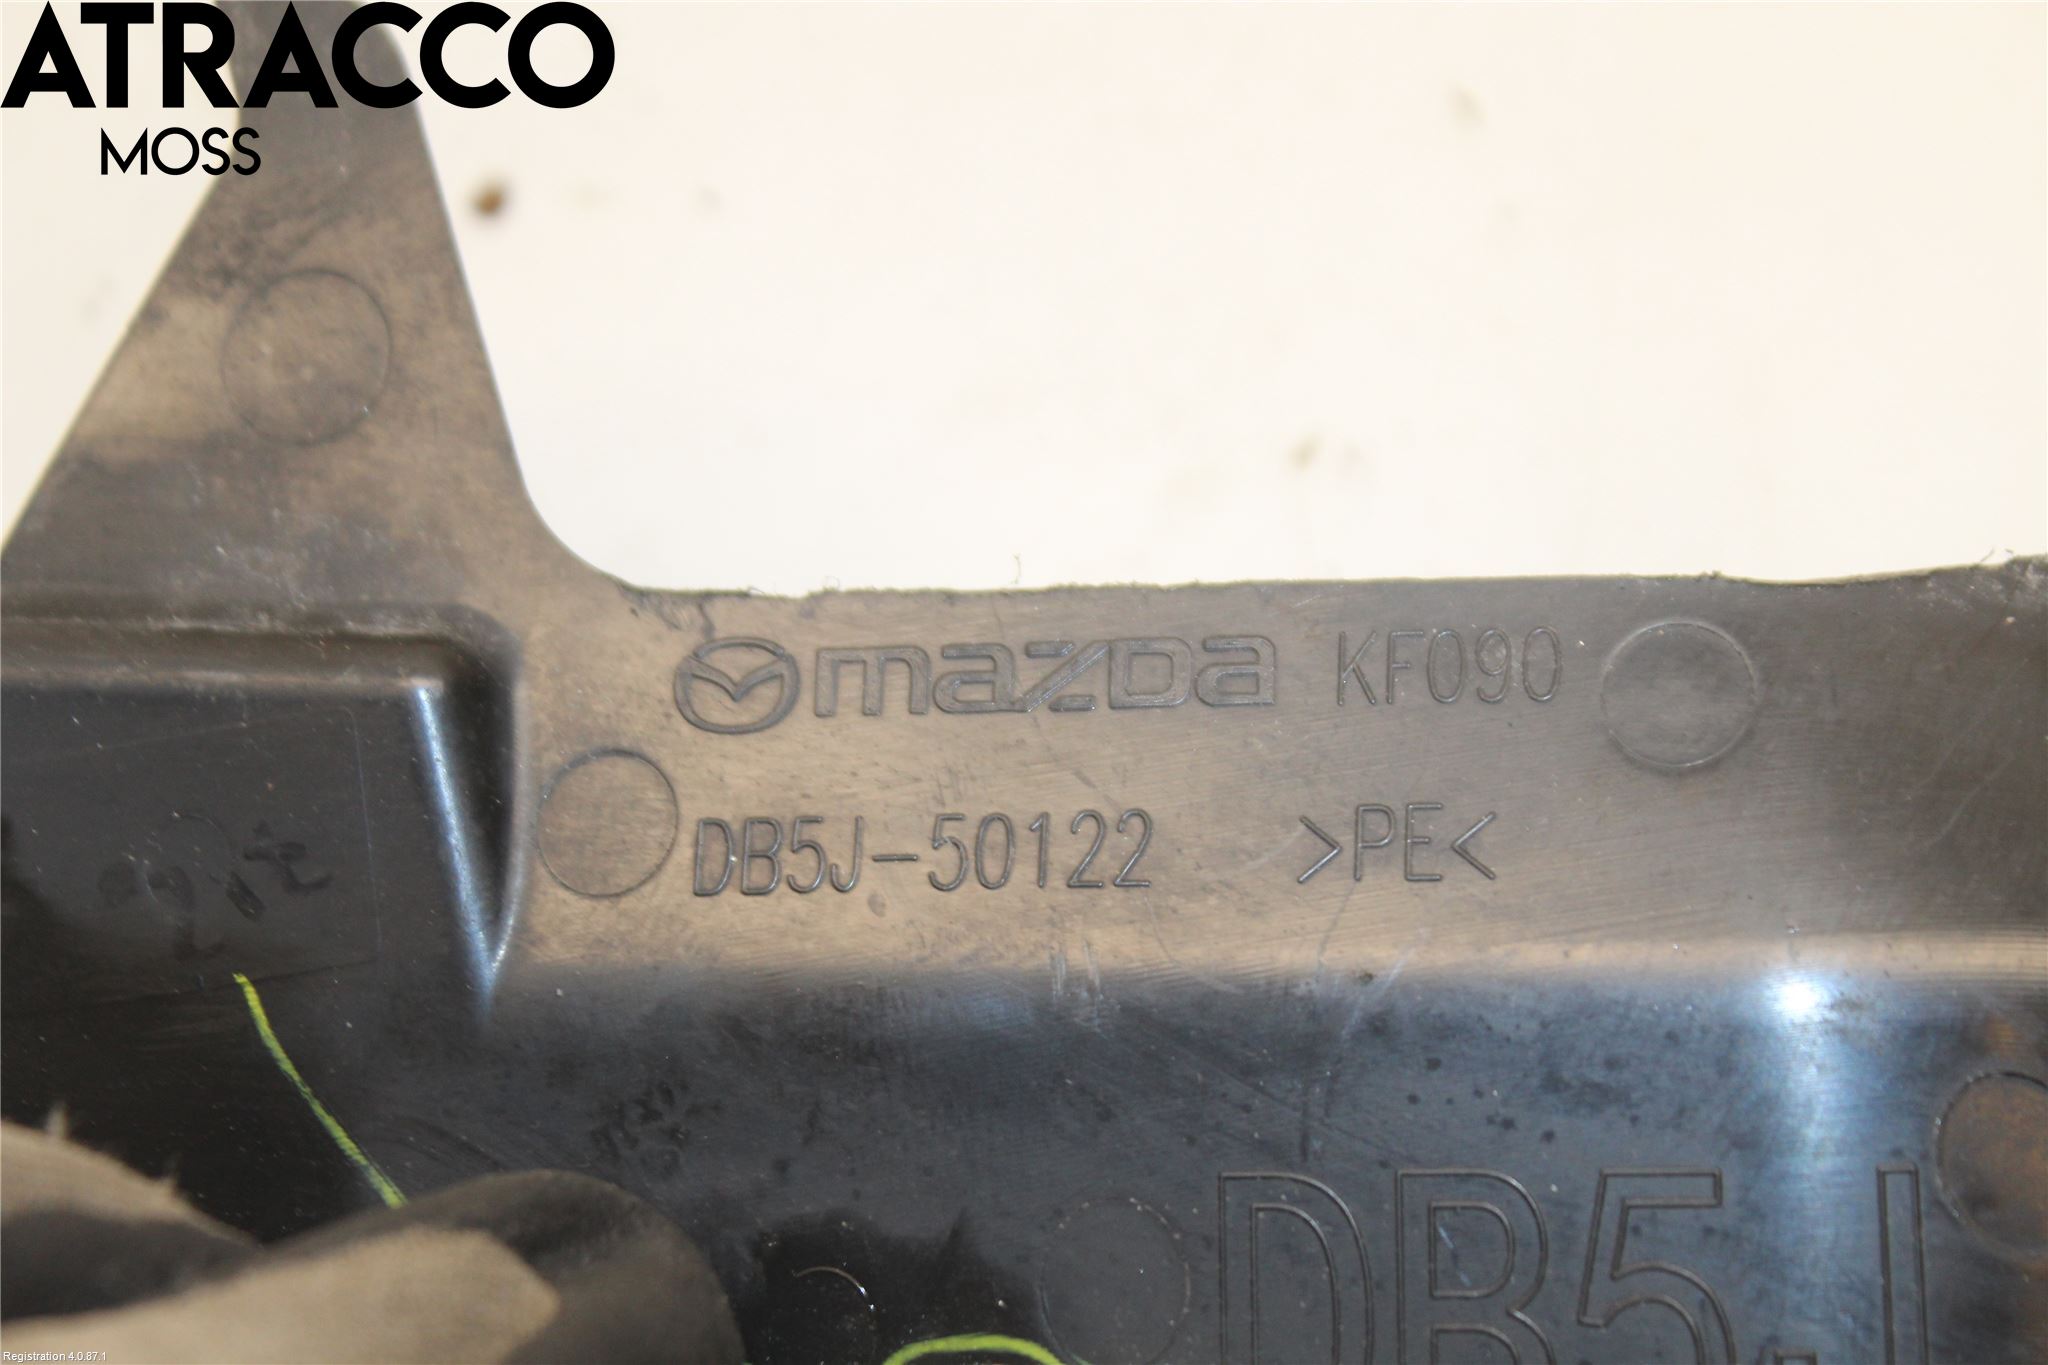 ATRACCO
MOSS
mazda KF090
DB5J-50122 >PE<
DB5J
Registration 4.0.87.1